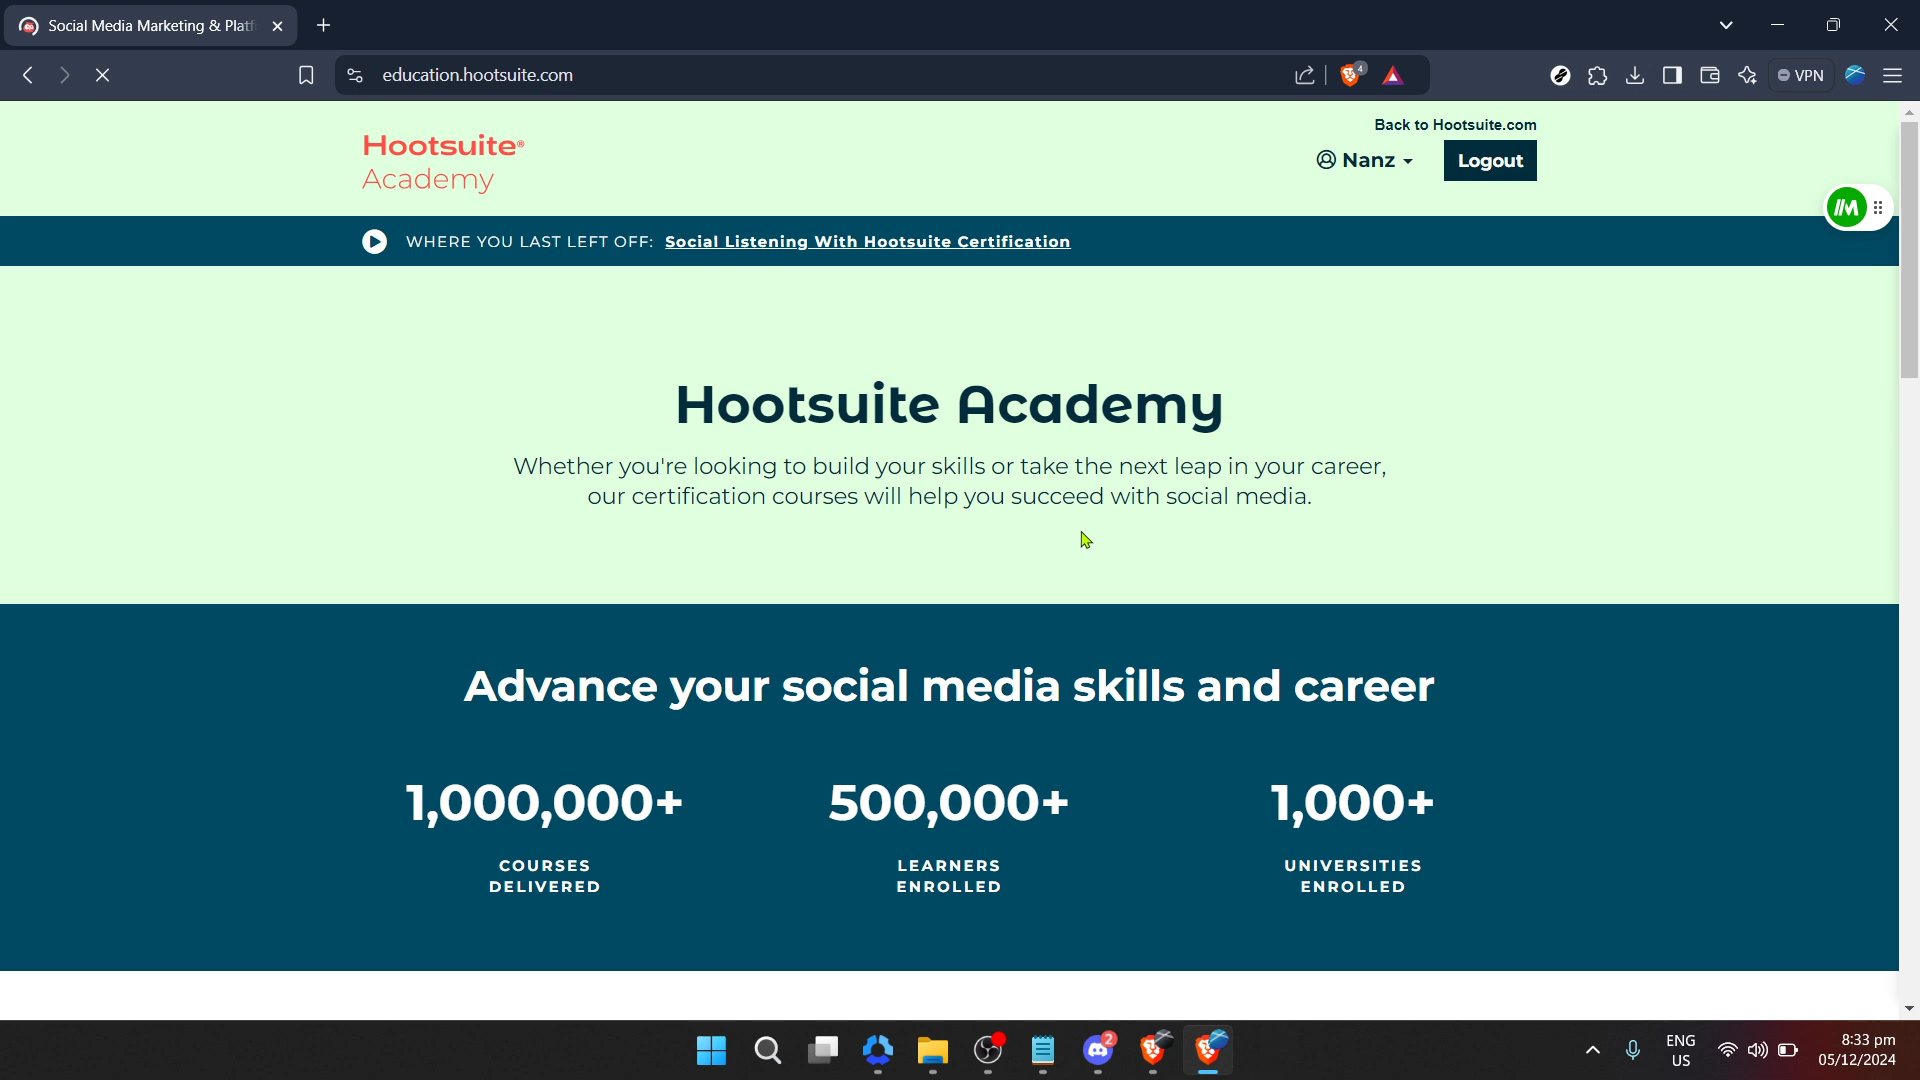 Social Media Marketing & Platf
education.hootsuite.com
4
VPN
Back to Hootsuite.com
Hootsuite®
Academy
Nanz
Logout
WHERE YOU LAST LEFT OFF: Social Listening With Hootsuite Certification
Hootsuite Academy
Whether you're looking to build your skills or take the next leap in your career,
our certification courses will help you succeed with social media.
Advance your social media skills and career
1,000,000+
COURSES
DELIVERED
500,000+
LEARNERS
ENROLLED
1,000+
UNIVERSITIES
ENROLLED
2
ENG
US
8:33 pm
05/12/2024